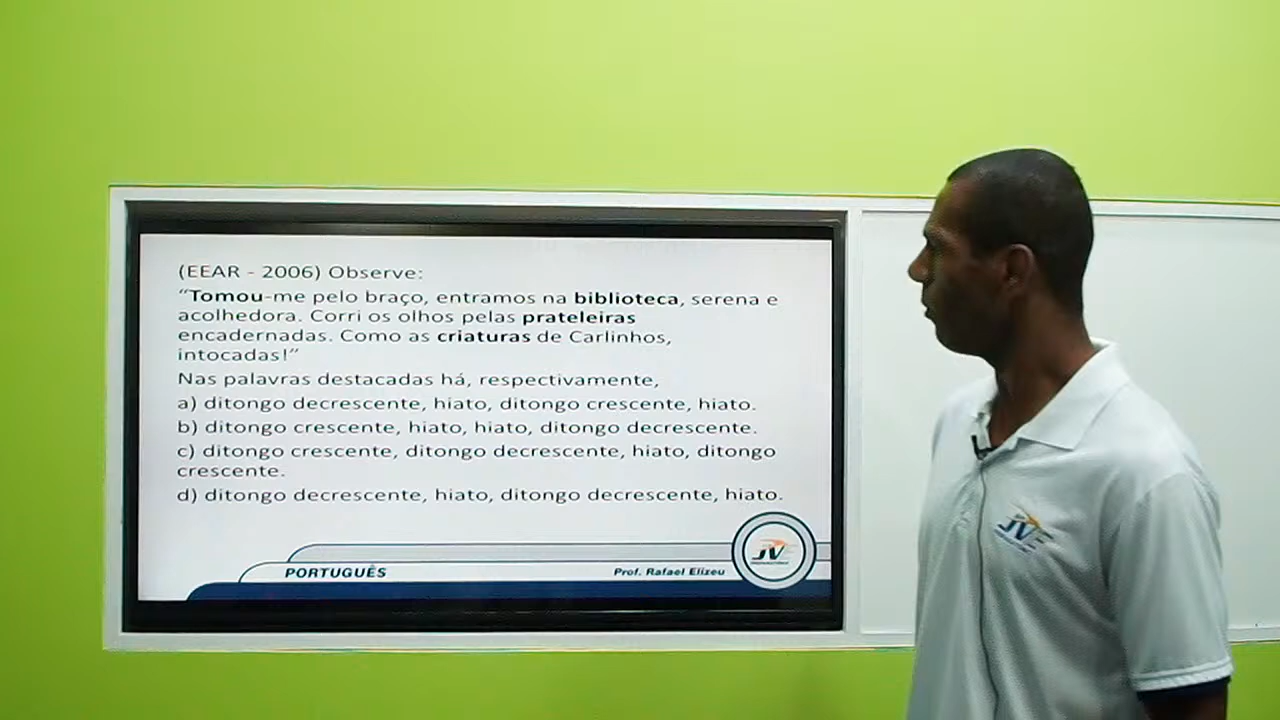 (EEAR - 2006) Observe:
“Tomou-me pelo braço, entramos na biblioteca, serena e
acolhedora. Corri os olhos pelas prateleiras
encadernadas. Como as criaturas de Carlinhos,
intocadas!”
Nas palavras destacadas há, respectivamente,
a) ditongo decrescente, hiato, ditongo crescente, hiato.
b) ditongo crescente, hiato, hiato, ditongo decrescente.
c) ditongo crescente, ditongo decrescente, hiato, ditongo
crescente.
d) ditongo decrescente, hiato, ditongo decrescente, hiato.
PORTUGUÊS
Prof. Rafael Elizeu
JVE
JVE